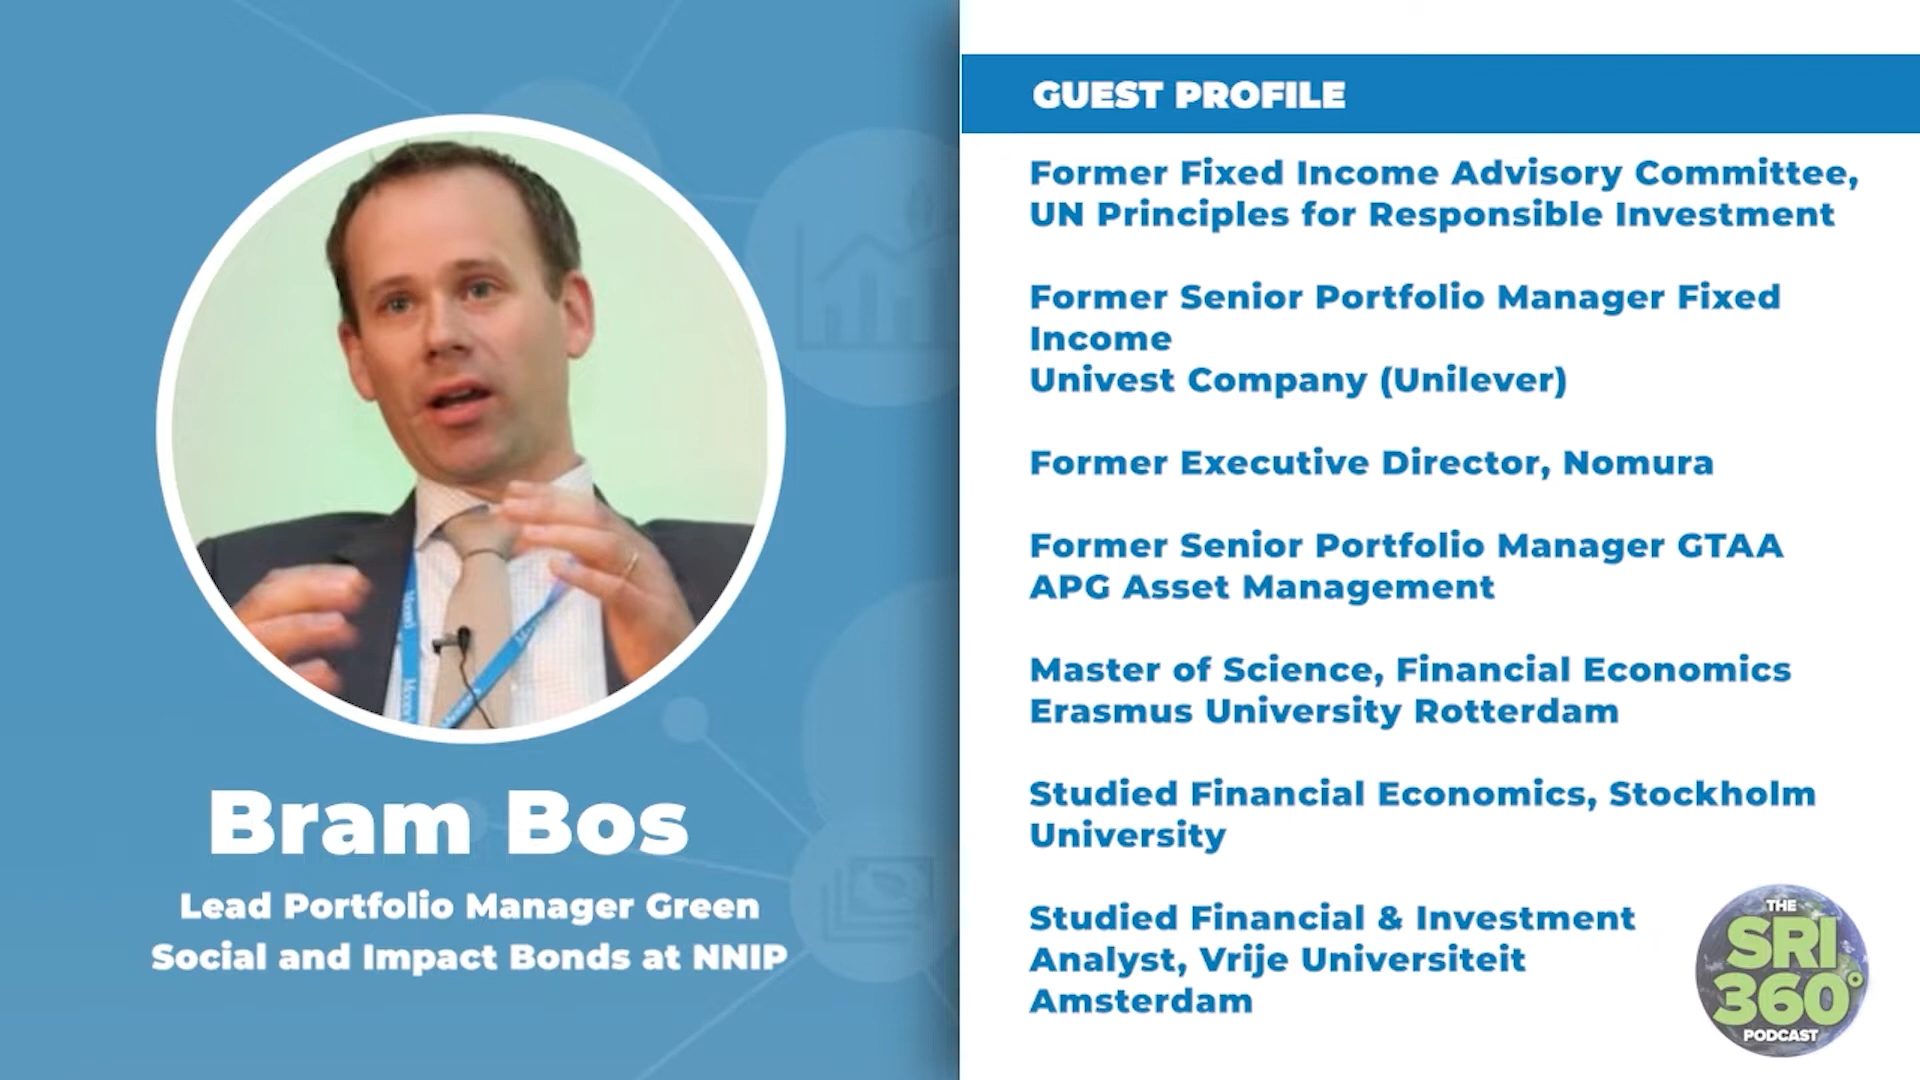 Bram Bos
Lead Portfolio Manager Green
Social and Impact Bonds at NNIP
GUEST PROFILE
Former Fixed Income Advisory Committee,
UN Principles for Responsible Investment
Former Senior Portfolio Manager Fixed
Income
Univest Company (Unilever)
Former Executive Director, Nomura
Former Senior Portfolio Manager GTAA
APG Asset Management
Master of Science, Financial Economics
Erasmus University Rotterdam
Studied Financial Economics, Stockholm
University
Studied Financial & Investment
Analyst, Vrije Universiteit
Amsterdam
THE
SRI
360°
PODCAST